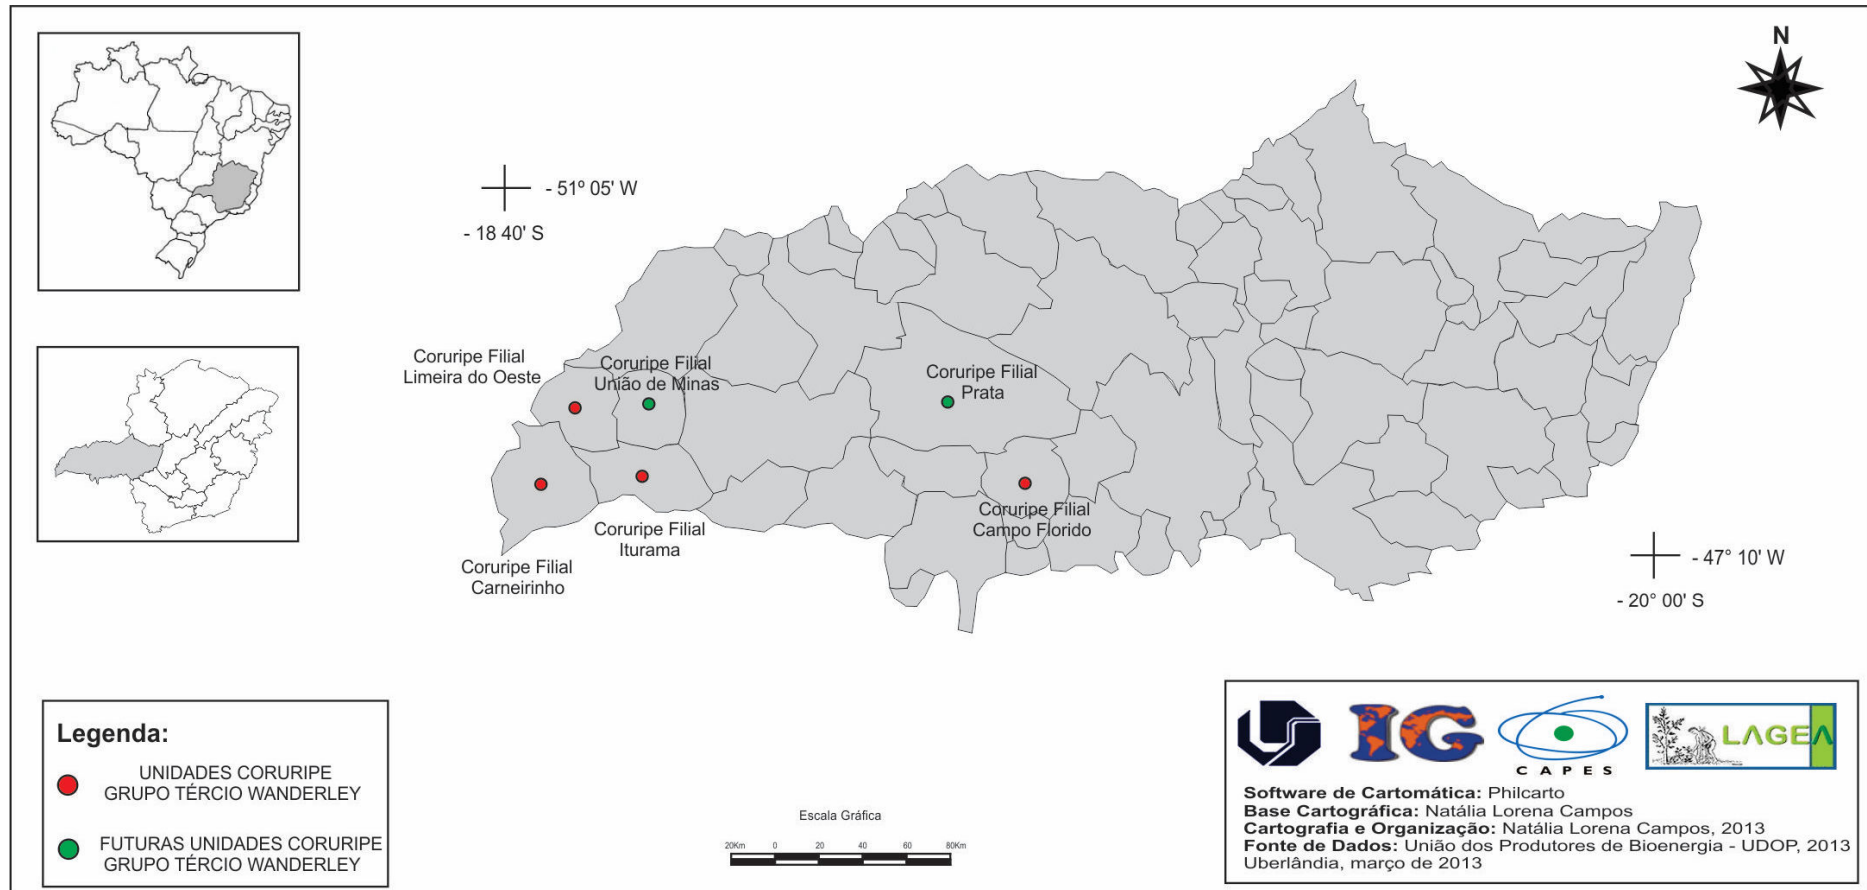 N
- 51º 05' W
- 18 40' S
Coruripe Filial
Limeira do Oeste
Coruripe Filial
União de Minas
Coruripe Filial
Prata
Coruripe Filial
Iturama
Coruripe Filial
Campo Florido
Coruripe Filial
Carneirinho
- 47° 10' W
- 20° 00' S
Legenda:
UNIDADES CORURIPE
GRUPO TÉRCIO WANDERLEY
FUTURAS UNIDADES CORURIPE
GRUPO TÉRCIO WANDERLEY
Escala Gráfica
20Km 0 20 40 60 80Km
IG
CAPES
LAGEA
Software de Cartomática: Philcarto
Base Cartográfica: Natália Lorena Campos
Cartografia e Organização: Natália Lorena Campos, 2013
Fonte de Dados: União dos Produtores de Bioenergia - UDOP, 2013
Uberlândia, março de 2013